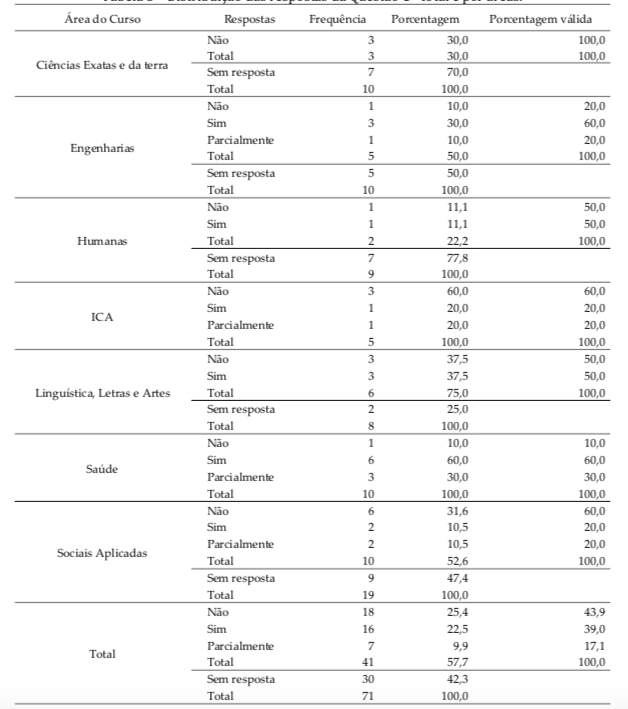 Área do Curso Respostas Frequência Porcentagem Porcentagem válida
Não 3 30,0 100,0
Total 3 30,0 100,0
Ciências Exatas e da terra
Sem resposta 7 70,0
Total 10 100,0
Não 1 10,0 20,0
Sim 3 30,0 60,0
Parcialmente 1 10,0 20,0
Engenharias
Total 5 50,0 100,0
Sem resposta 5 50,0
Total 10 100,0
Não 1 11,1 50,0
Sim 1 11,1 50,0
Humanas Total 2 22,2 100,0
Sem resposta 7 77,8
Total 9 100,0
Não 3 60,0 60,0
Sim 1 20,0 20,0
ICA
Parcialmente 1 20,0 20,0
Total 5 100,0 100,0
Não 3 37,5 50,0
Sim 3 37,5 50,0
Linguística, Letras e Artes Total 6 75,0 100,0
Sem resposta 2 25,0
Total 8 100,0
Não 1 10,0 10,0
Sim 6 60,0 60,0
Saúde
Parcialmente 3 30,0 30,0
Total 10 100,0 100,0
Não 6 31,6 60,0
Sim 2 10,5 20,0
Parcialmente 2 10,5 20,0
Sociais Aplicadas
Total 10 52,6 100,0
Sem resposta 9 47,4
Total 19 100,0
Não 18 25,4 43,9
Sim 16 22,5 39,0
Parcialmente 7 9,9 17,1
Total
Total 41 57,7 100,0
Sem resposta 30 42,3
Total 71 100,0